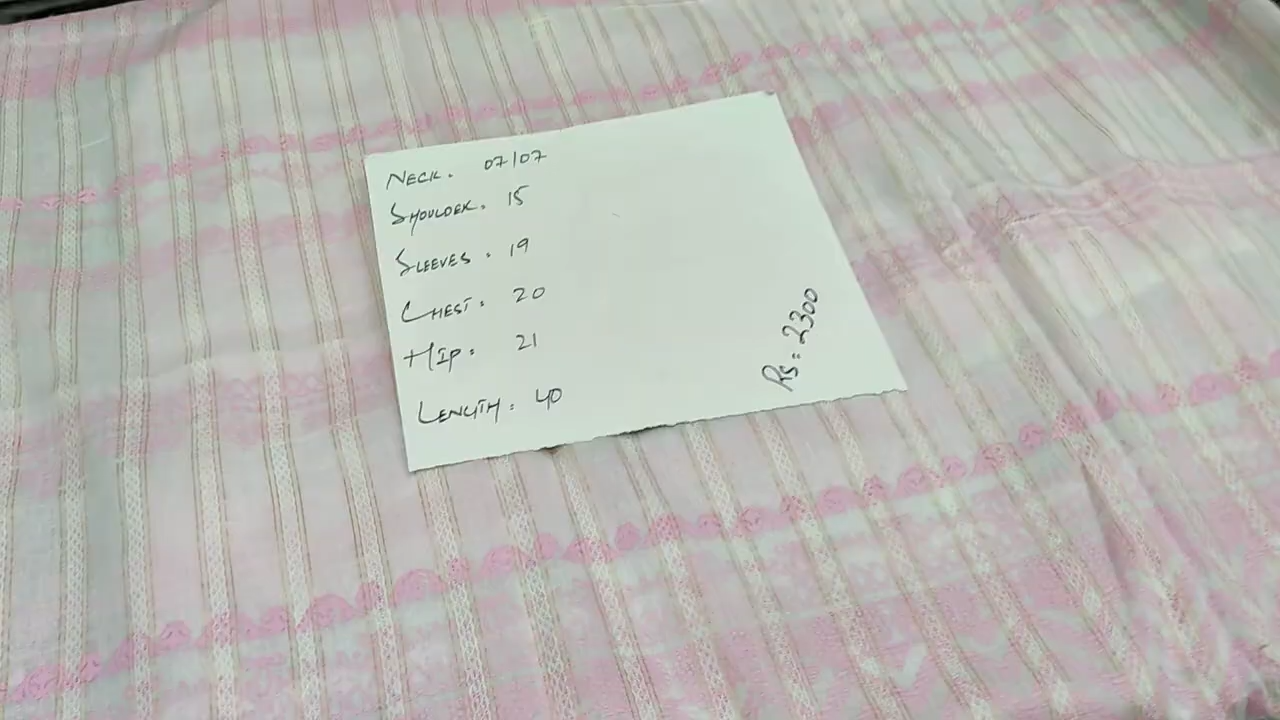 NECK. 07/07
SHOULDER. 15
SLEEVES. 19
CHEST: 20
HIP: 21
LENGTH: 40
Rs: 2300